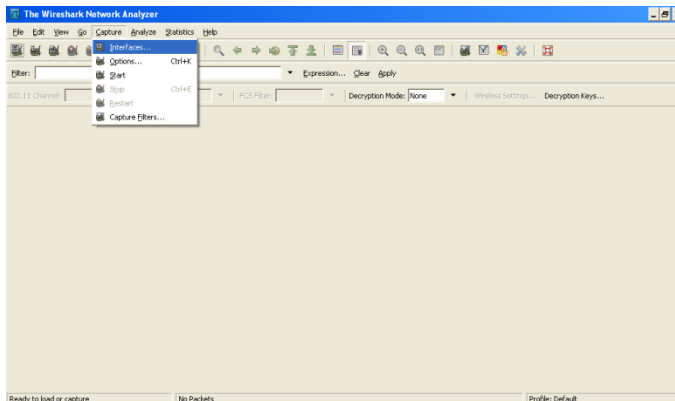 The Wireshark Network Analyzer
File Edit View Go Capture Analyze Statistics Help
Interfaces...
Options... Ctrl+K
Start
Stop Ctrl+E
Restart
Capture Filters...
Filter: Expression... Clear Apply
802.11 Channel: FCS Filter: Decryption Mode: None Wireless Settings... Decryption Keys...
Ready to load or capture No Packets Profile: Default